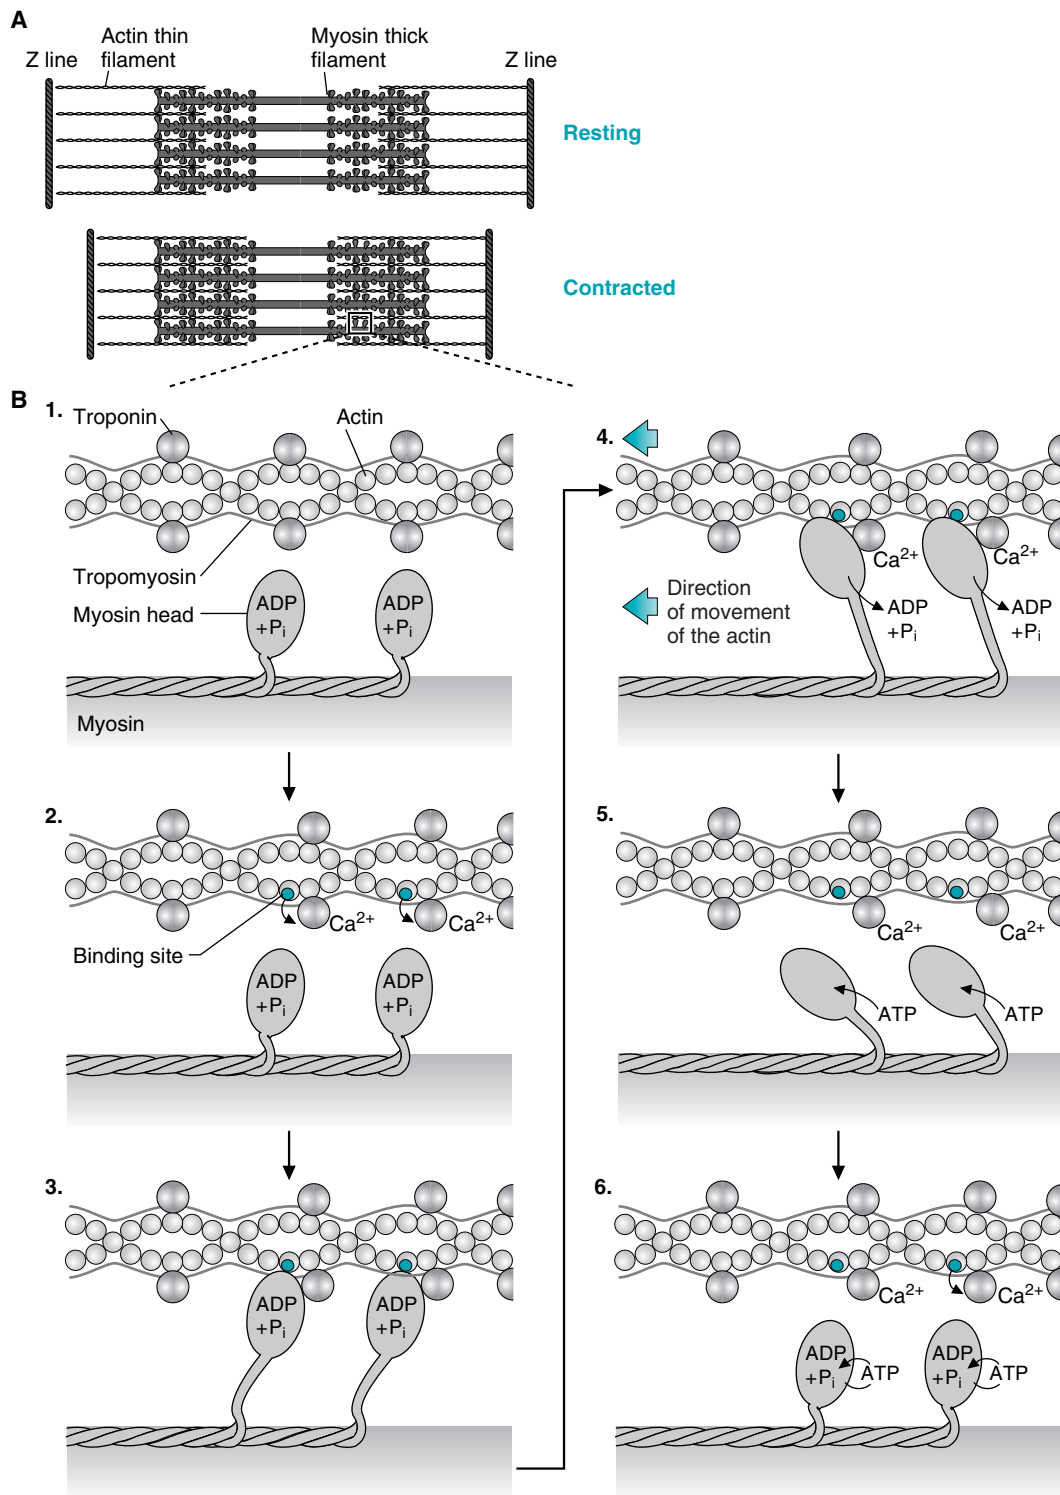 A
Actin thin
filament
Myosin thick
filament
Z line
Z line
Resting
Contracted
B
1.
Troponin
Actin
Tropomyosin
Myosin head
ADP
+Pi
ADP
+Pi
Myosin
2.
Ca2+
Ca2+
Binding site
ADP
+Pi
ADP
+Pi
3.
ADP
+Pi
ADP
+Pi
4.
Ca2+
Ca2+
Direction
of movement
of the actin
ADP
+Pi
ADP
+Pi
5.
Ca2+
Ca2+
ATP
ATP
6.
Ca2+
Ca2+
ADP
+Pi
ATP
ADP
+Pi
ATP